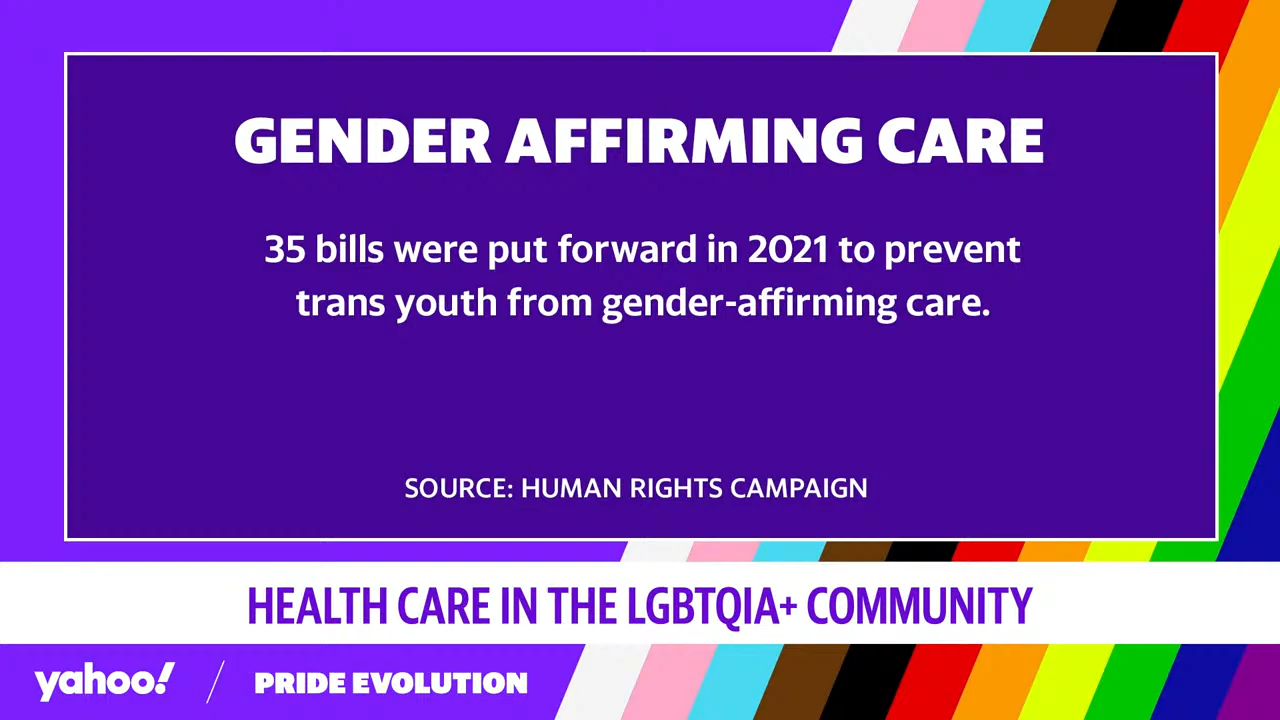 GENDER AFFIRMING CARE
35 bills were put forward in 2021 to prevent
trans youth from gender-affirming care.
SOURCE: HUMAN RIGHTS CAMPAIGN
HEALTH CARE IN THE LGBTQIA+ COMMUNITY
yahoo! / PRIDE EVOLUTION